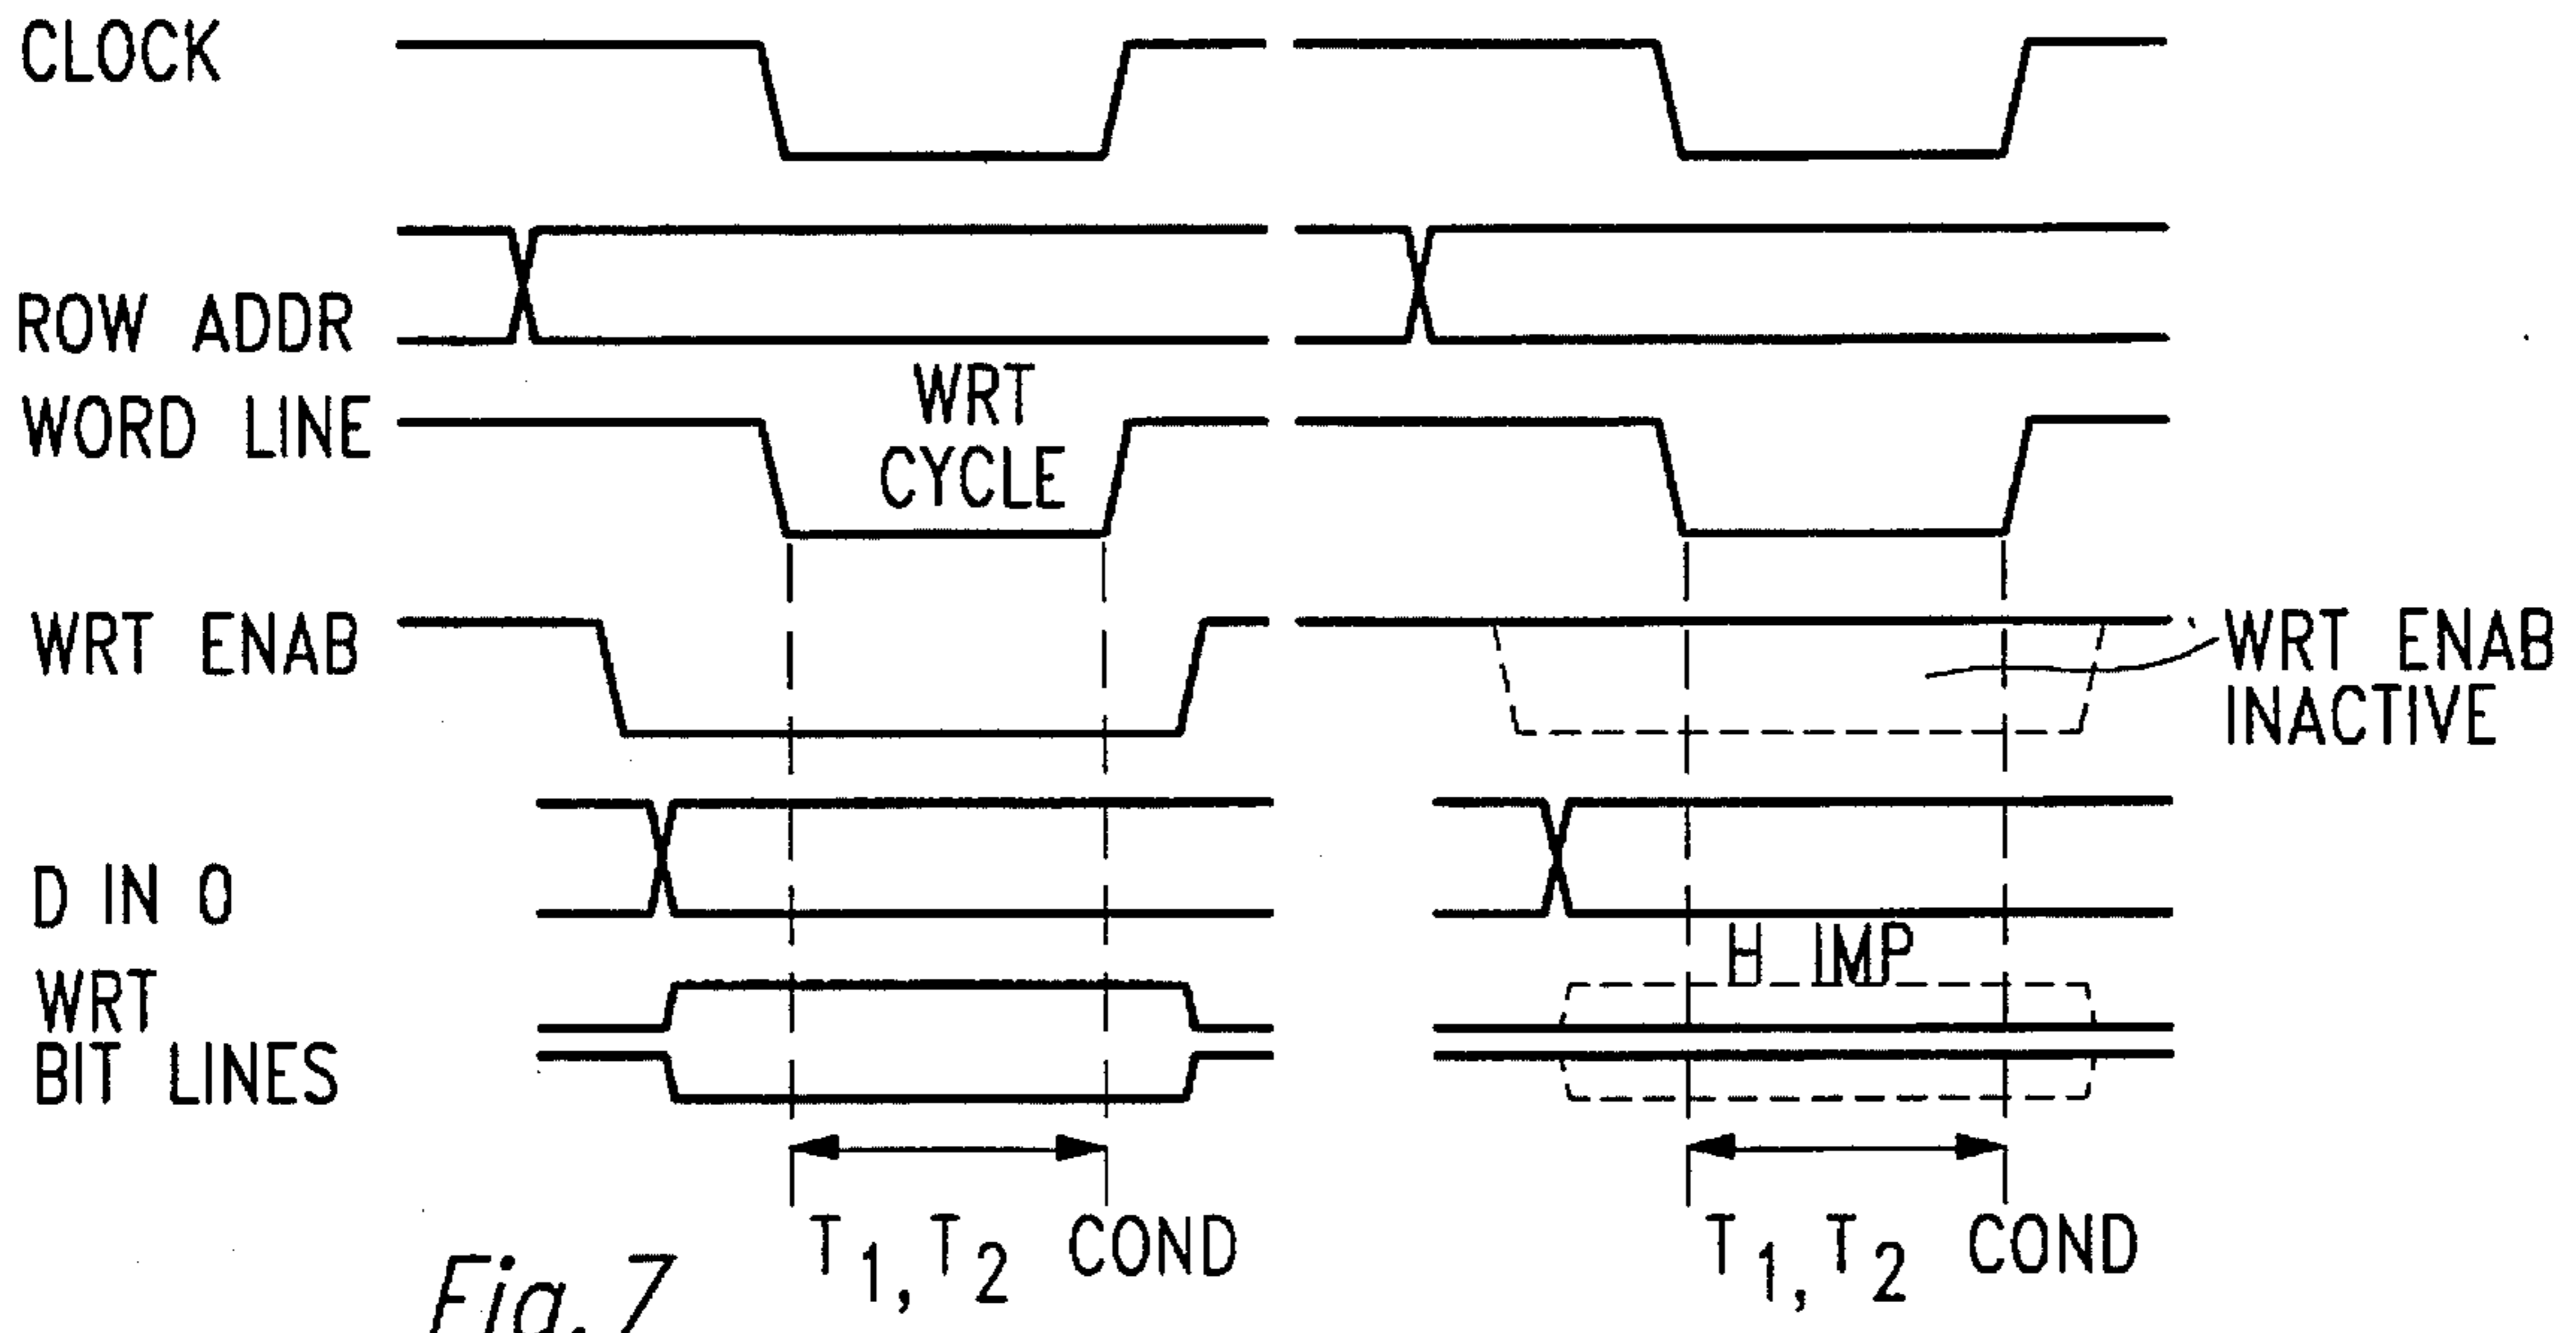 CLOCK
ROW ADDR
WRT
CYCLE
WORD LINE
WRT ENAB
WRT ENAB
INACTIVE
D IN 0
H IMP
WRT
BIT LINES
T1, T2 COND
T1, T2 COND
Fig. 7